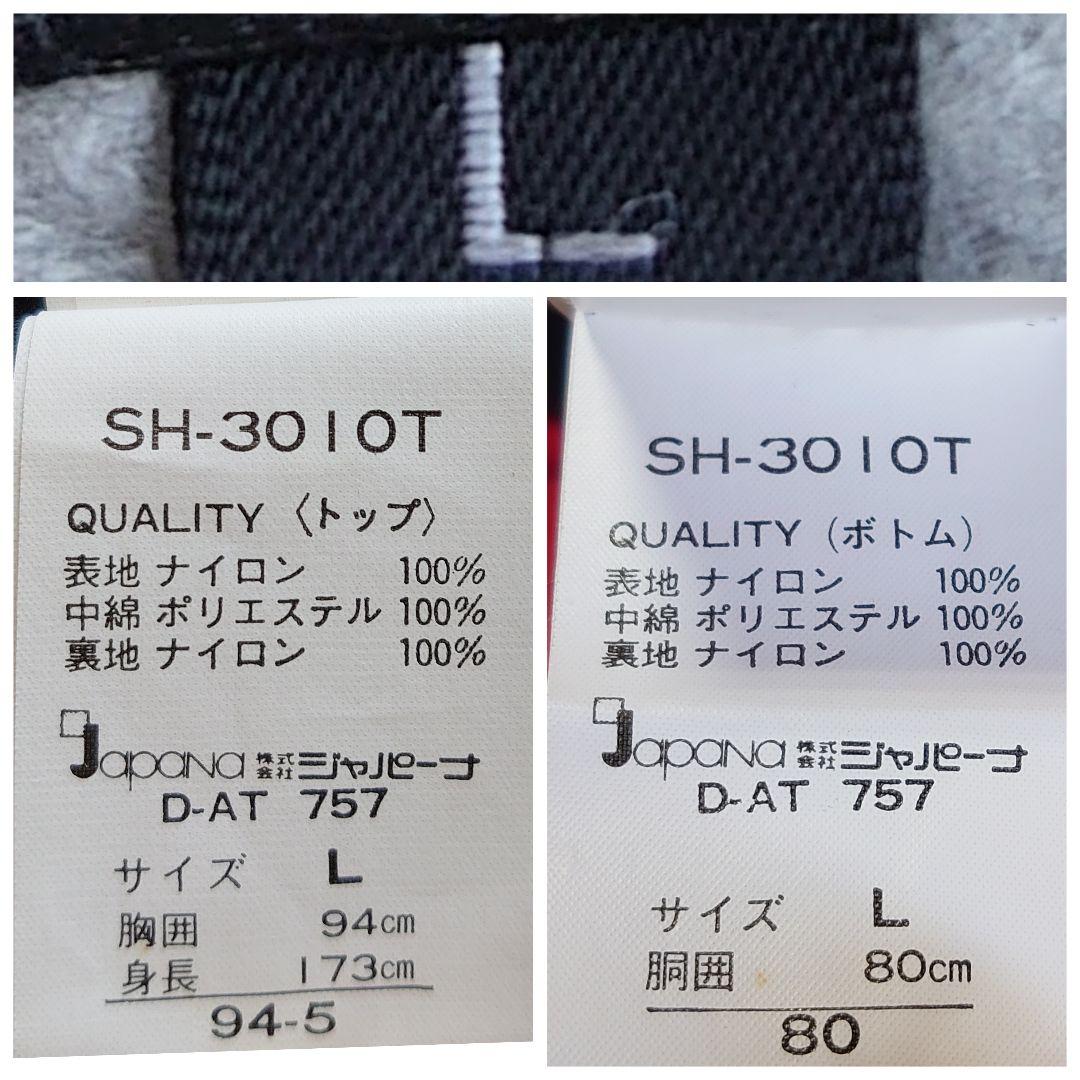 L
SH-3010T
QUALITY〈トップ〉
表地 ナイロン 100%
中綿 ポリエステル 100%
裏地 ナイロン 100%
Japana 株式会社 ジャパーナ
D-AT 757
サイズ L
胸囲 94cm
身長 173cm
94-5
SH-3010T
QUALITY (ボトム)
表地 ナイロン 100%
中綿 ポリエステル 100%
裏地 ナイロン 100%
Japana 株式会社 ジャパーナ
D-AT 757
サイズ L
胴囲 80cm
80